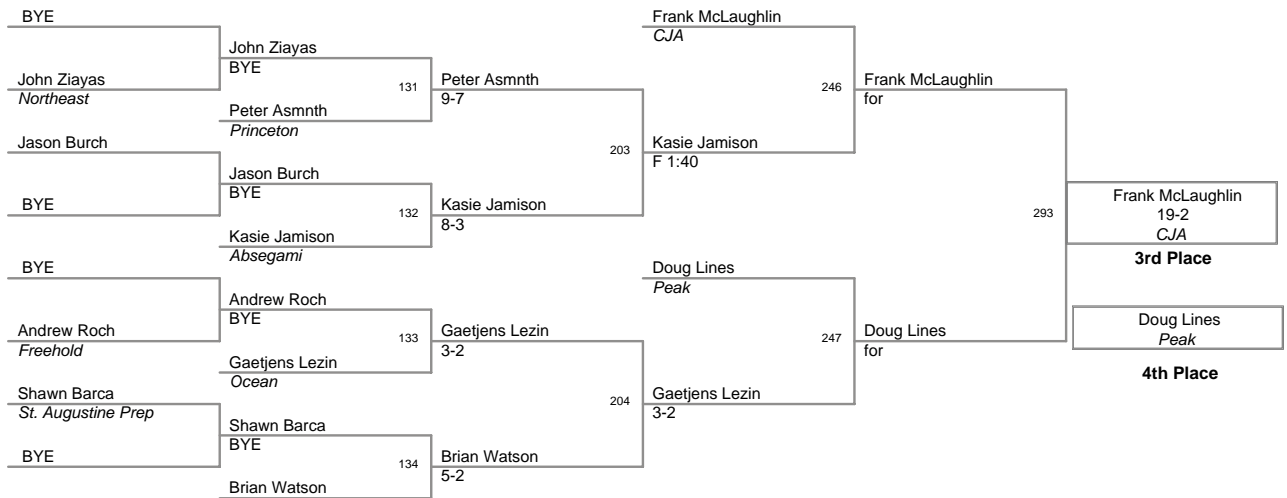 BYE
John Ziayas
Northeast
Jason Burch
BYE
BYE
Andrew Roch
Freehold
Shawn Barca
St. Augustine Prep
BYE
John Ziayas
BYE
131
Peter Asmnth
Princeton
Jason Burch
BYE
132
Kasie Jamison
Absegami
Andrew Roch
BYE
133
Gaetjens Lezin
Ocean
Shawn Barca
BYE
134
Brian Watson
Peter Asmnth
9-7
203
Kasie Jamison
8-3
Gaetjens Lezin
3-2
204
Brian Watson
5-2
Frank McLaughlin
CJA
246
Kasie Jamison
F 1:40
Doug Lines
Peak
247
Gaetjens Lezin
3-2
Frank McLaughlin
for
293
Doug Lines
for
Frank McLaughlin
19-2
CJA
3rd Place
Doug Lines
Peak
4th Place